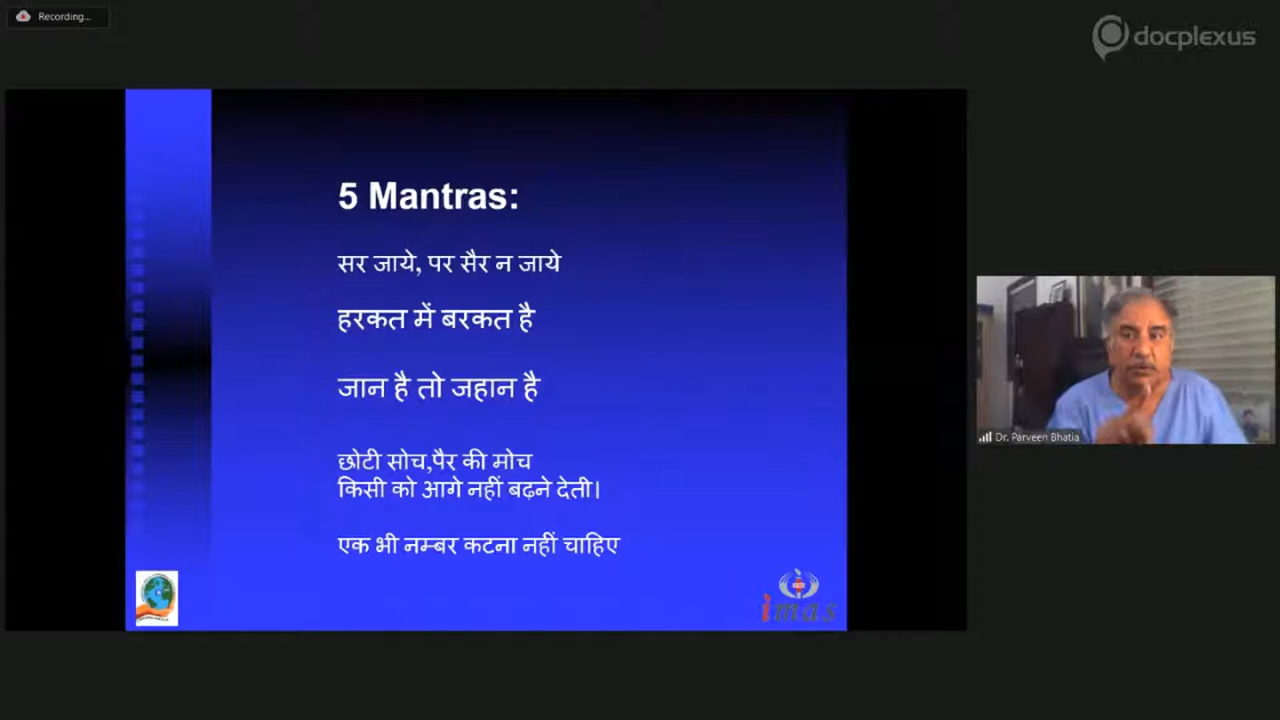 Recording...
docplexus
5 Mantras:
सर जाये, पर सैर न जाये
हरकत में बरकत है
जान है तो जहान है
छोटी सोच,पैर की मोच
किसी को आगे नहीं बढ़ने देती।
एक भी नम्बर कटना नहीं चाहिए
imas
Dr. Parveen Bhatia